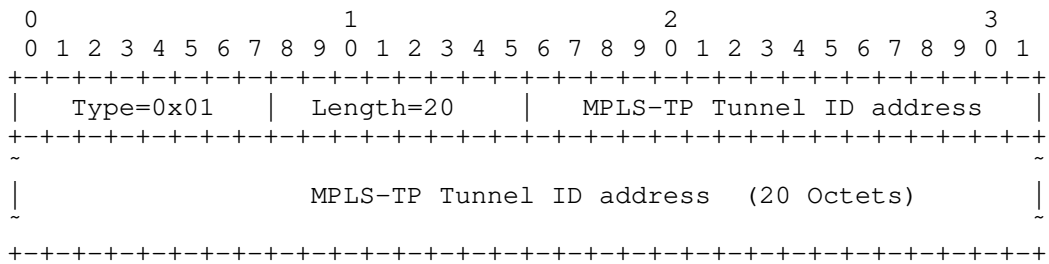 0                   1                   2                   3
 0 1 2 3 4 5 6 7 8 9 0 1 2 3 4 5 6 7 8 9 0 1 2 3 4 5 6 7 8 9 0 1
+-+-+-+-+-+-+-+-+-+-+-+-+-+-+-+-+-+-+-+-+-+-+-+-+-+-+-+-+-+-+-+-+
|   Type=0x01   |  Length=20    |   MPLS-TP Tunnel ID address   |
+-+-+-+-+-+-+-+-+-+-+-+-+-+-+-+-+-+-+-+-+-+-+-+-+-+-+-+-+-+-+-+-+
~                                                               ~
|                  MPLS-TP Tunnel ID address  (20 Octets)       |
~                                                               ~
+-+-+-+-+-+-+-+-+-+-+-+-+-+-+-+-+-+-+-+-+-+-+-+-+-+-+-+-+-+-+-+-+